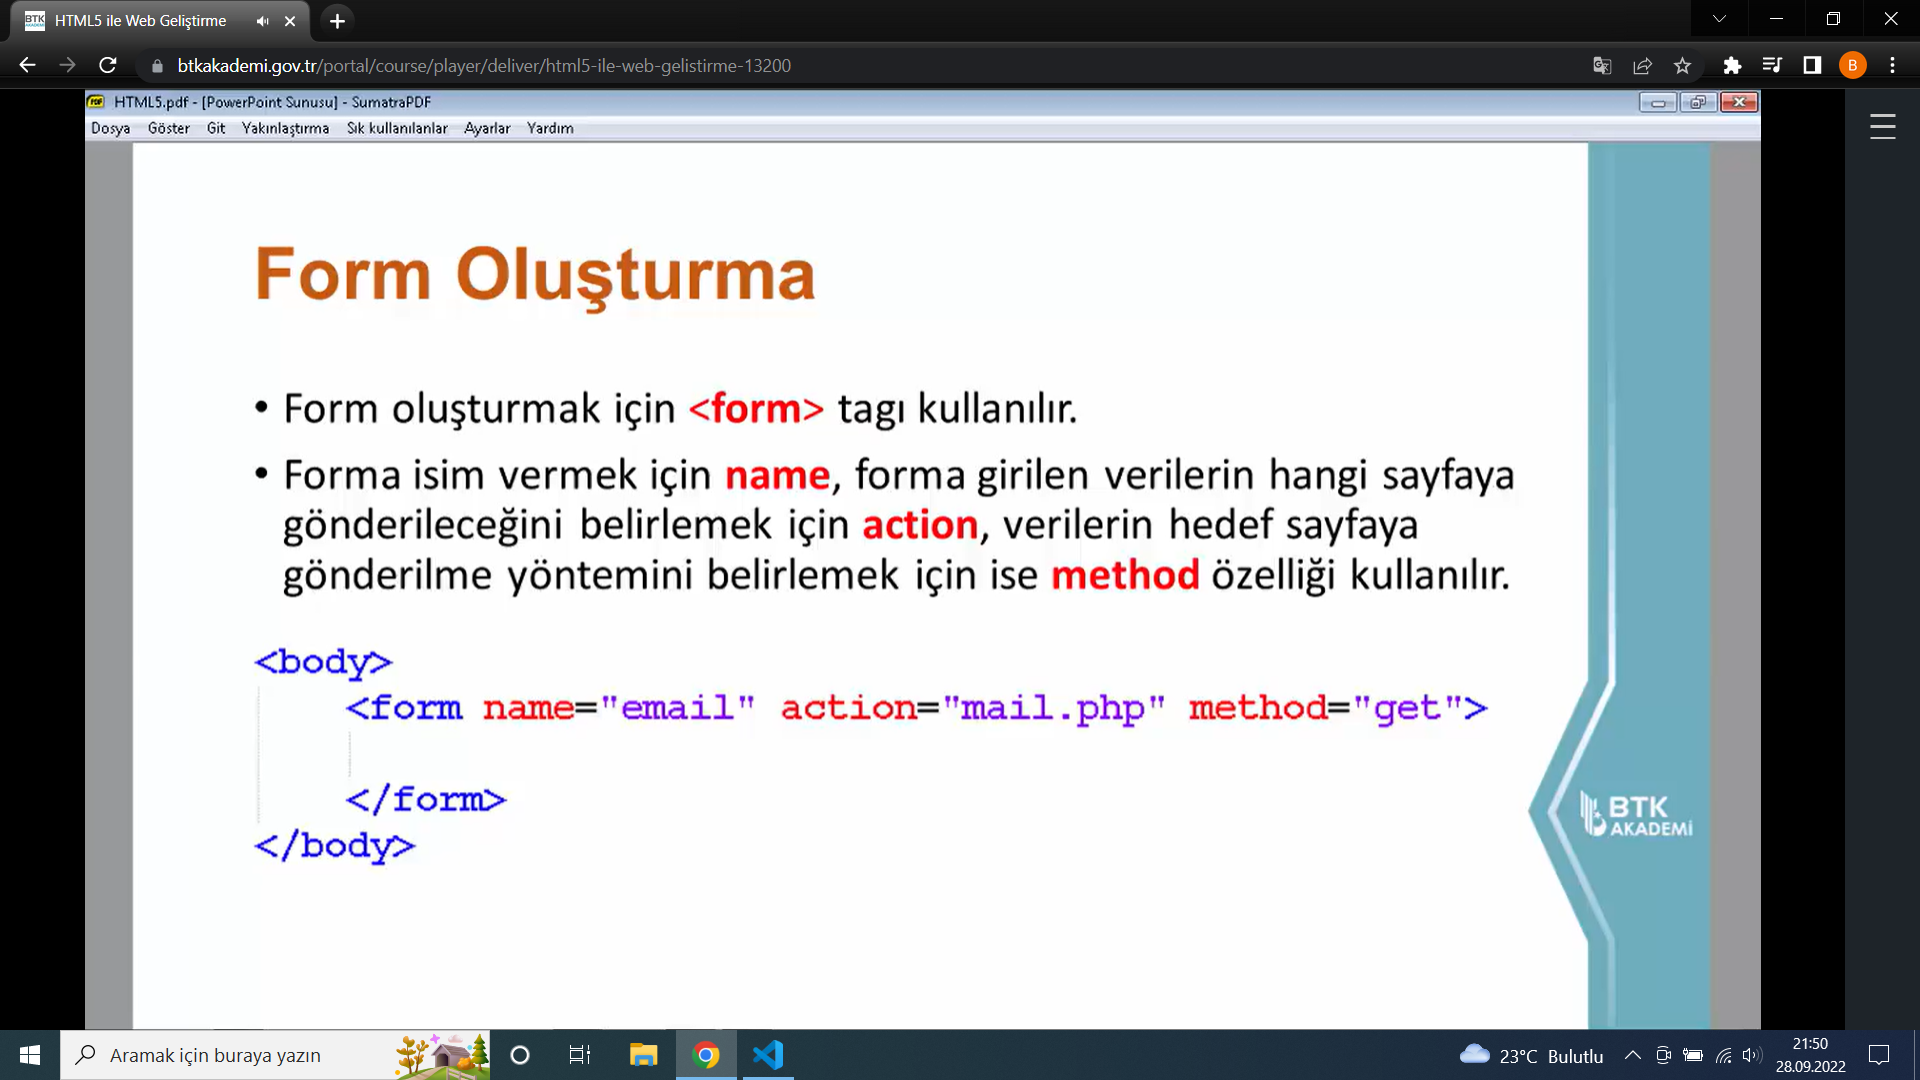 HTML5 ile Web Geliştirme
btkakademi.gov.tr/portal/course/player/deliver/html5-ile-web-gelistirme-13200
B
HTML5.pdf - [PowerPoint Sunusu] - SumatraPDF
Dosya Göster Git Yakınlaştırma Sık kullanılanlar Ayarlar Yardım
Form Oluşturma
• Form oluşturmak için <form> tagı kullanılır.
• Forma isim vermek için name, forma girilen verilerin hangi sayfaya
gönderileceğini belirlemek için action, verilerin hedef sayfaya
gönderilme yöntemini belirlemek için ise method özelliği kullanılır.
<body>
<form name="email" action="mail.php" method="get">
</form>
</body>
BTK
AKADEMİ
Aramak için buraya yazın
23°C Bulutlu
21:50
28.09.2022